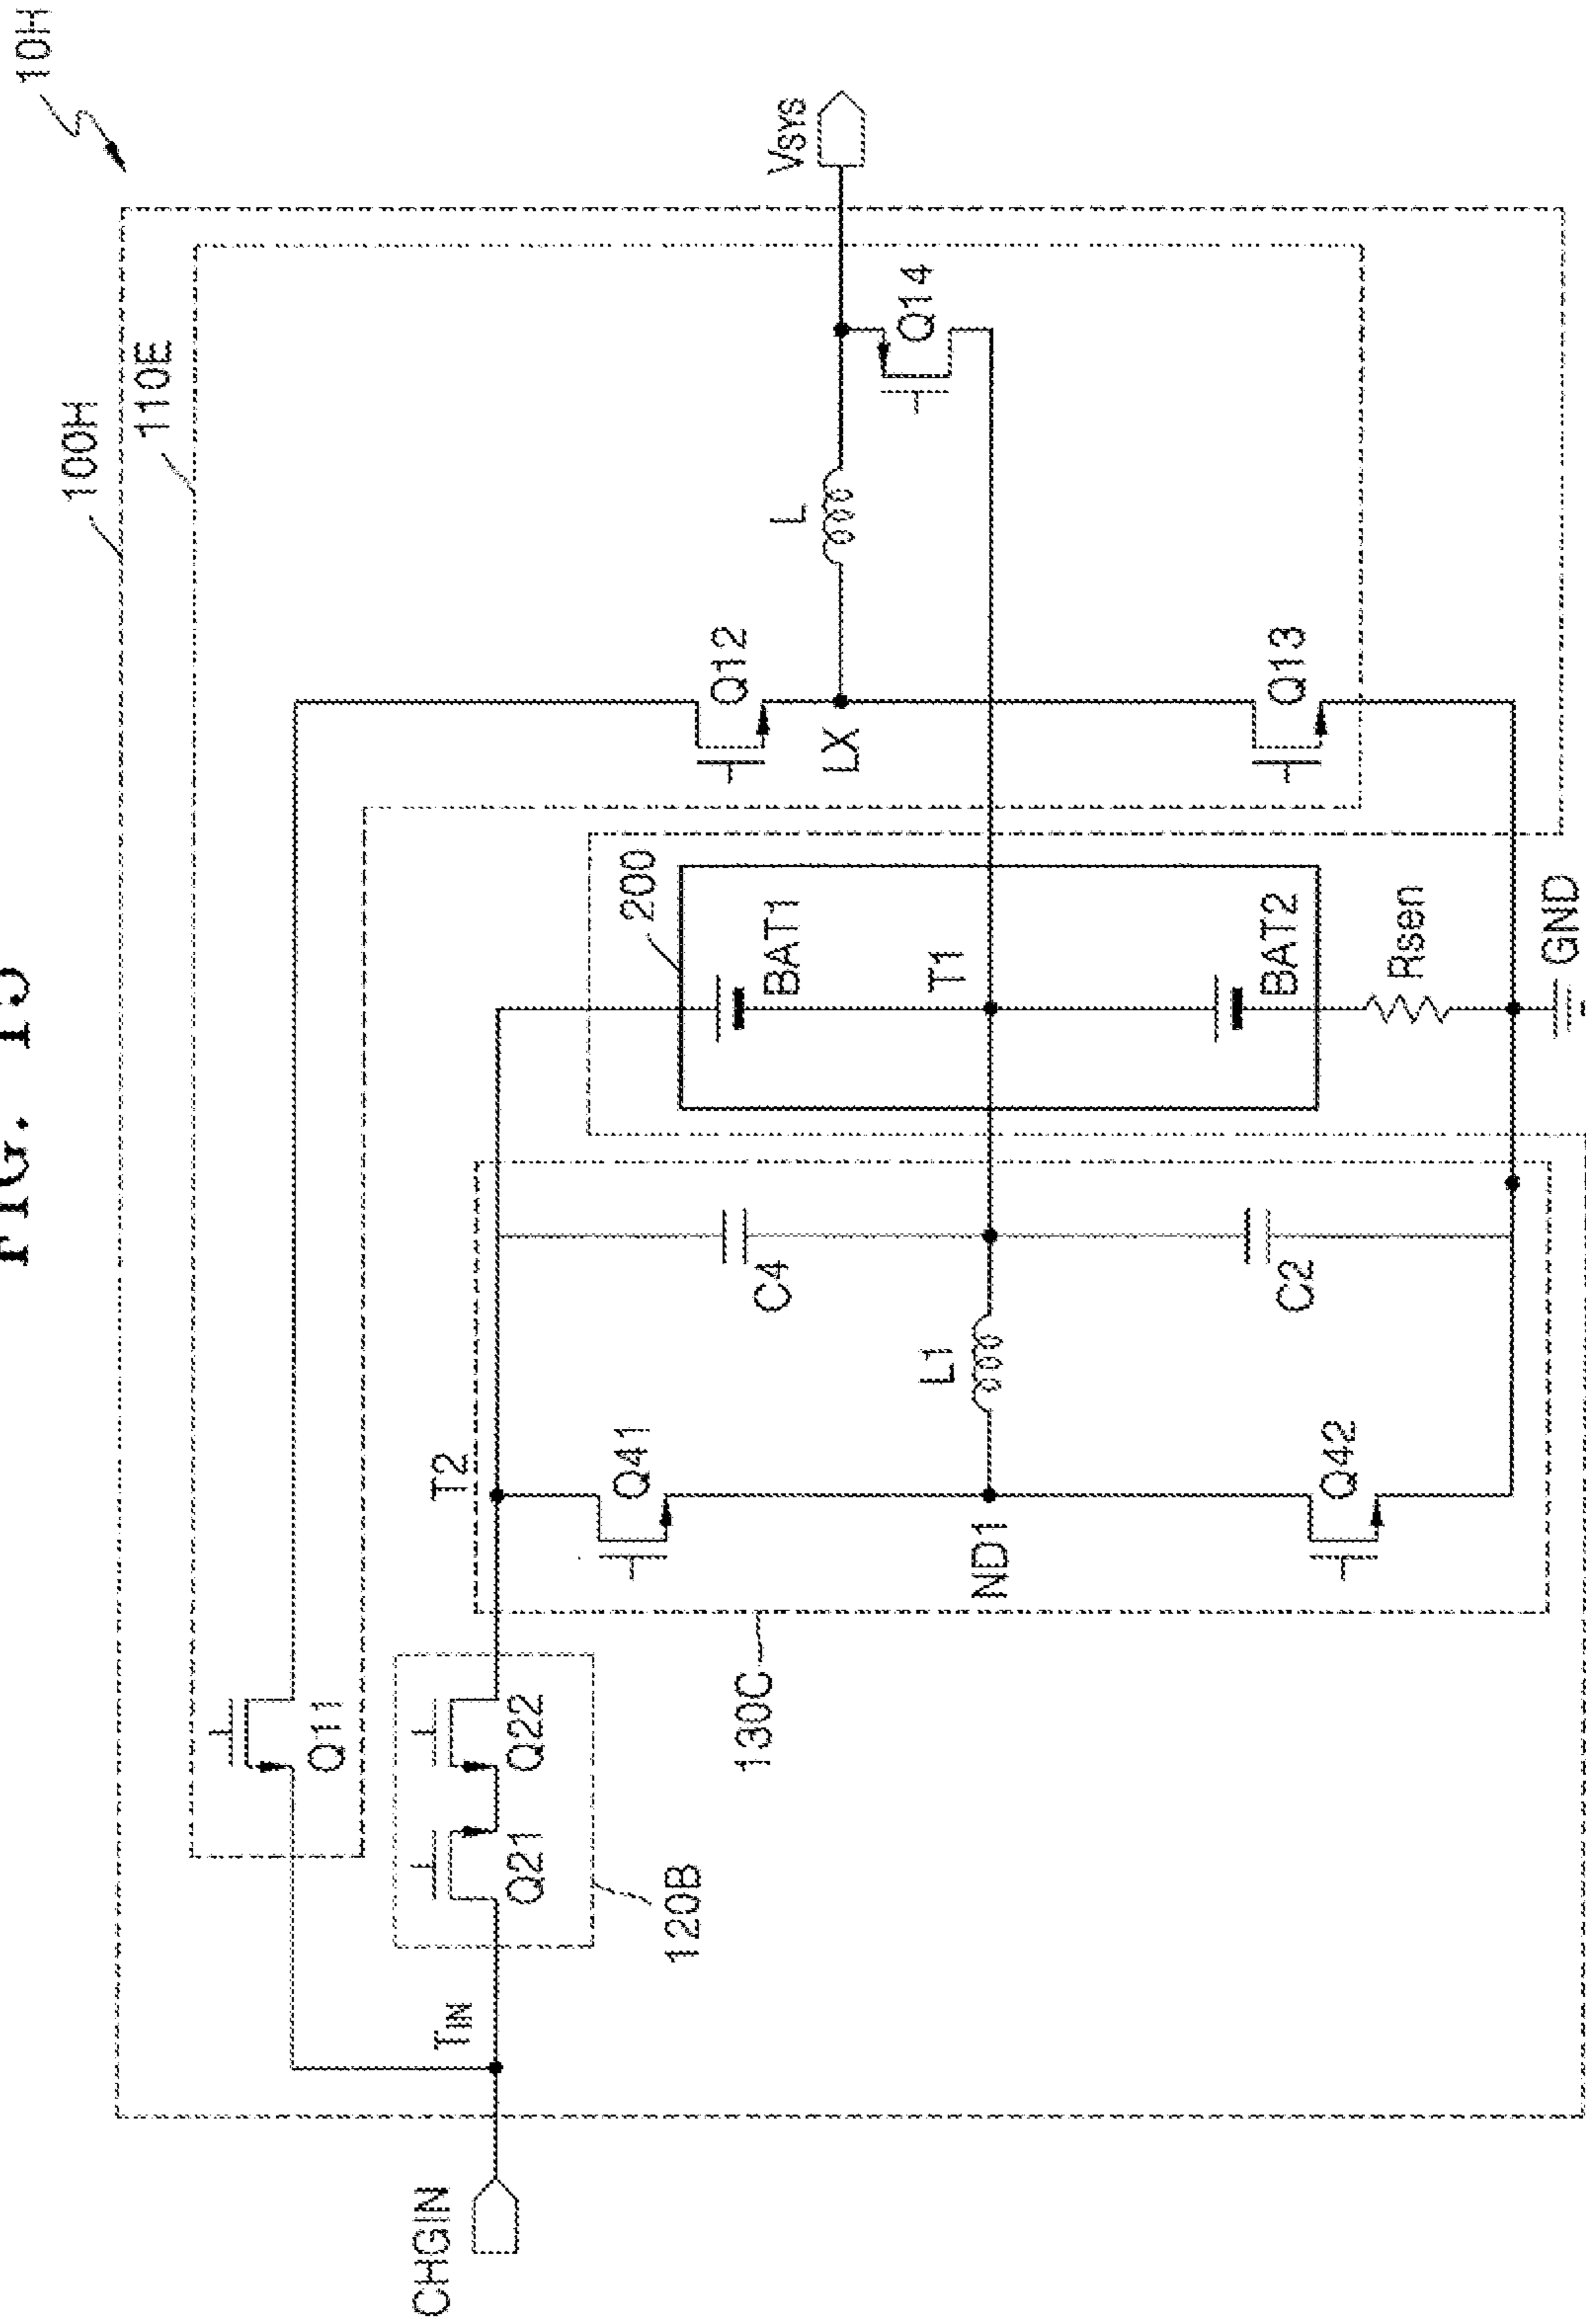 FIG. 15
10H
100H
110E
CHGIN
TIN
Q11
Q21
Q22
120B
T2
130C
Q41
ND1
Q42
L1
C4
C2
200
BAT1
T1
BAT2
Rsen
GND
Q12
LX
Q13
L
Q14
VSYS